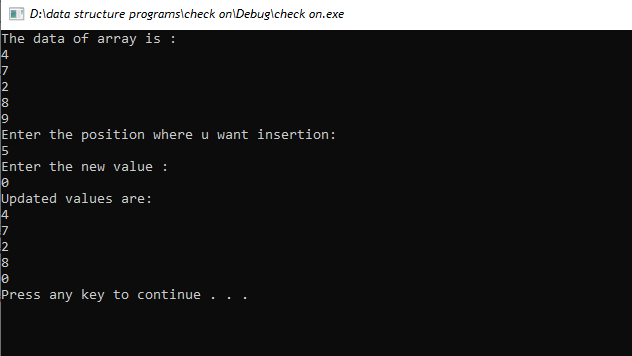 D:\data structure programs\check on\Debug\check on.exe
The data of array is :
4
7
2
8
9
Enter the position where u want insertion:
5
Enter the new value :
0
Updated values are:
4
7
2
8
0
Press any key to continue . . .